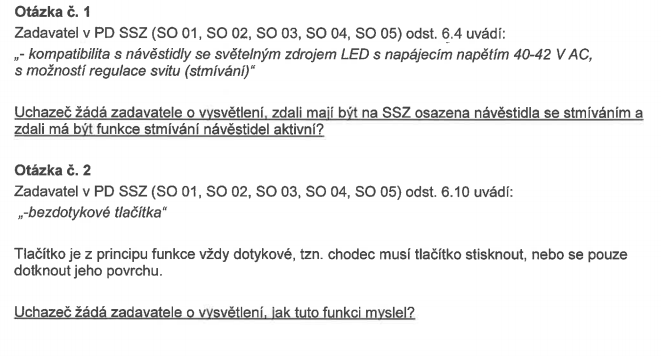 Otázka č. 1
Zadavatel v PD SSZ (SO 01, SO 02, SO 03, SO 04, SO 05) odst. 6.4 uvádí:
„- kompatibilita s návěstidly se světelným zdrojem LED s napájecím napětím 40-42 V AC,
s možností regulace svitu (stmívání)“
Uchazeč žádá zadavatele o vysvětlení, zdali mají být na SSZ osazena návěstidla se stmíváním a
zdali má být funkce stmívání návěstidel aktivní?
Otázka č. 2
Zadavatel v PD SSZ (SO 01, SO 02, SO 03, SO 04, SO 05) odst. 6.10 uvádí:
„-bezdotykové tlačítka“
Tlačítko je z principu funkce vždy dotykové, tzn. chodec musí tlačítko stisknout, nebo se pouze
dotknout jeho povrchu.
Uchazeč žádá zadavatele o vysvětlení, jak tuto funkci myslel?